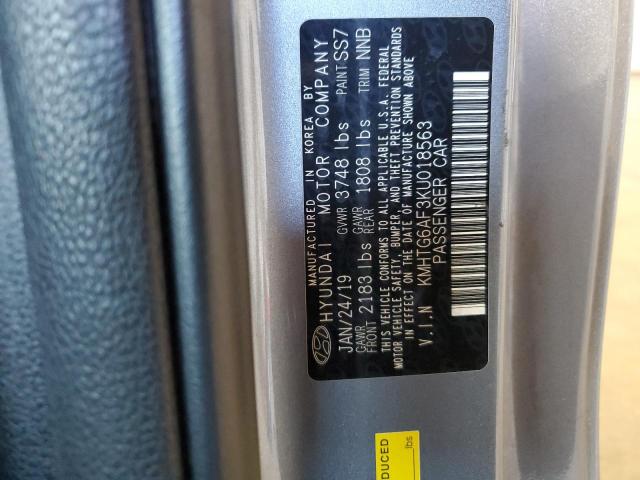 MANUFACTURED IN KOREA BY
HYUNDAI MOTOR COMPANY
JAN/24/19 GVWR 3748 lbs PAINT SS7
GAWR FRONT 2183 lbs GAWR REAR 1808 lbs TRIM NNB
THIS VEHICLE CONFORMS TO ALL APPLICABLE U.S.A. FEDERAL
MOTOR VEHICLE SAFETY, BUMPER, AND THEFT PREVENTION STANDARDS
IN EFFECT ON THE DATE OF MANUFACTURE SHOWN ABOVE
V.I.N KMHTG6AF3KU018563
PASSENGER CAR
DUCED
lbs